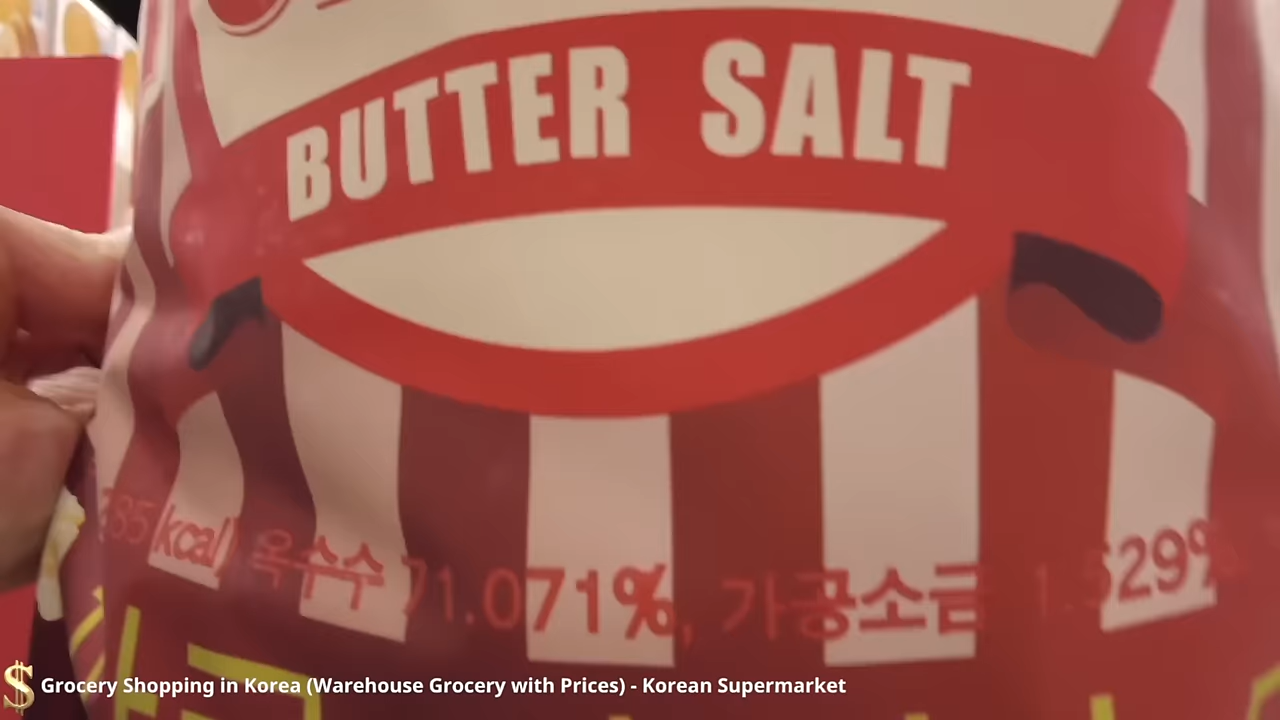 BUTTER SALT
kcal) 옥수수 71.071%, 가공소금 1.529%
Grocery Shopping in Korea (Warehouse Grocery with Prices) - Korean Supermarket